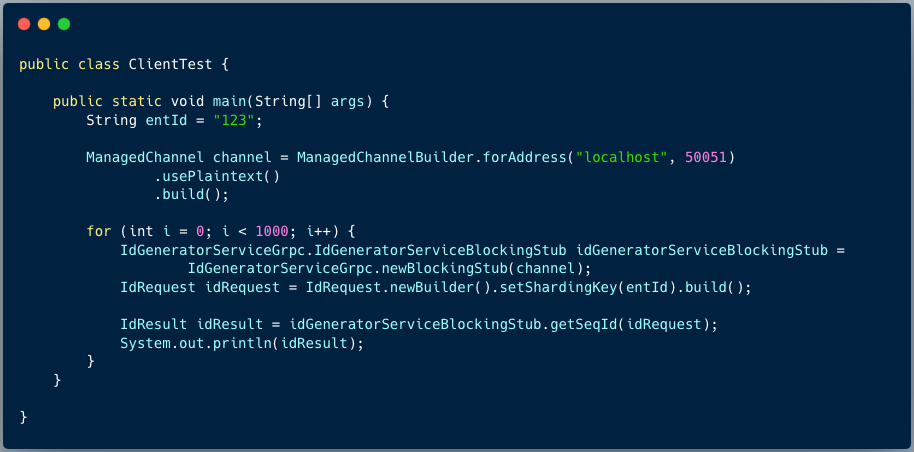 public class ClientTest {
    public static void main(String[] args) {
        String entId = "123";
        ManagedChannel channel = ManagedChannelBuilder.forAddress("localhost", 50051)
                .usePlaintext()
                .build();
        for (int i = 0; i < 1000; i++) {
            IdGeneratorServiceGrpc.IdGeneratorServiceBlockingStub idGeneratorServiceBlockingStub =
                    IdGeneratorServiceGrpc.newBlockingStub(channel);
            IdRequest idRequest = IdRequest.newBuilder().setShardingKey(entId).build();
            IdResult idResult = idGeneratorServiceBlockingStub.getSeqId(idRequest);
            System.out.println(idResult);
        }
    }
}